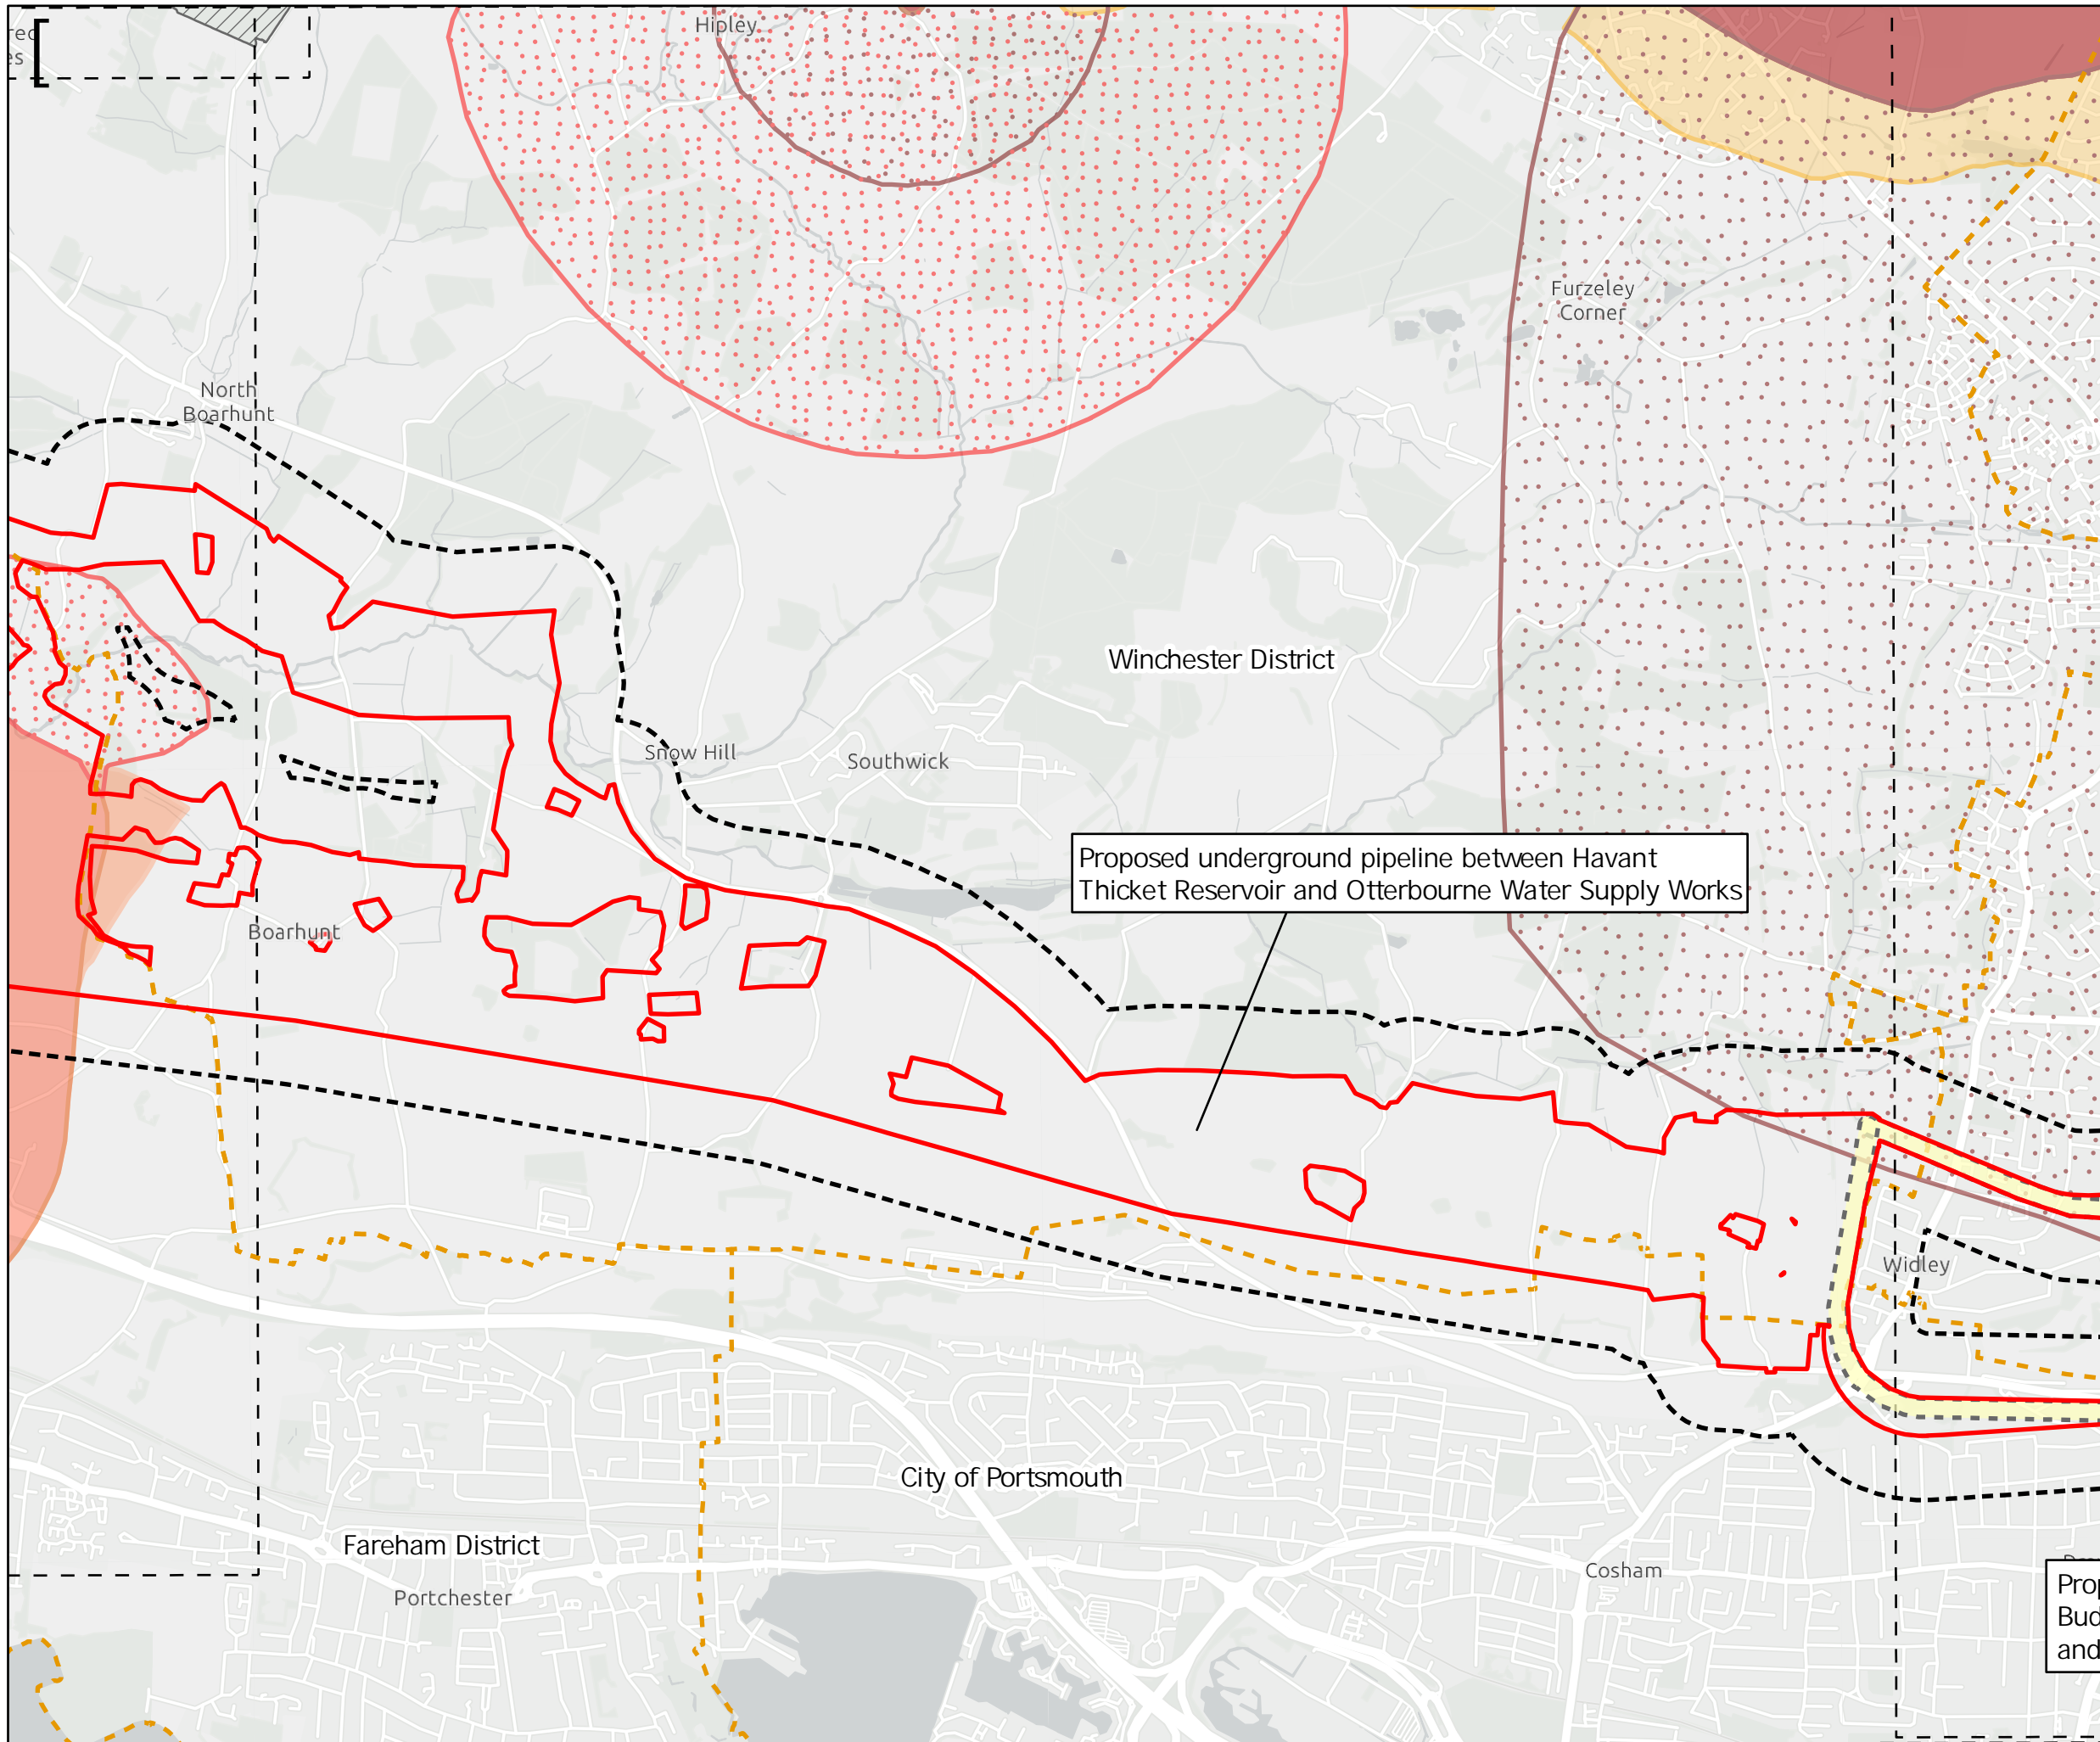 Hipley
[
Furzeley
Corner
North
Boarhunt
Winchester District
Snow Hill
Southwick
Proposed underground pipeline between Havant
Thicket Reservoir and Otterbourne Water Supply Works
Boarhunt
Widley
City of Portsmouth
Fareham District
Portchester
Cosham
and